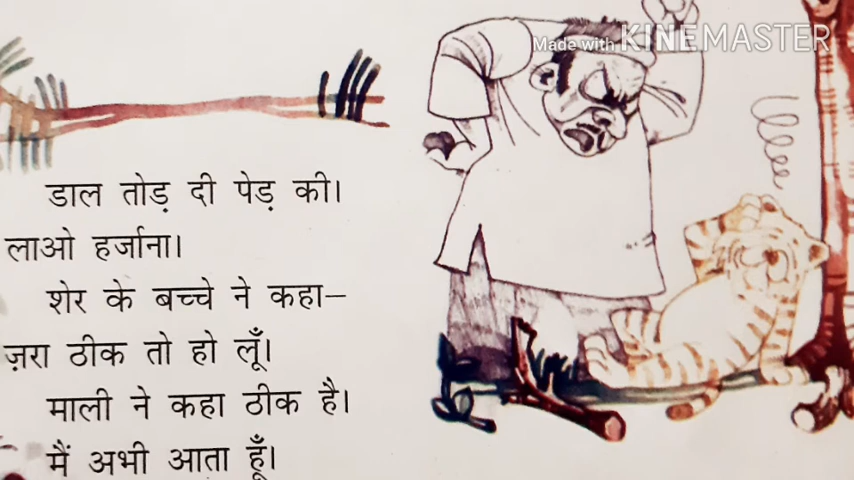 Made with KINEMASTER
डाल तोड़ दी पेड़ की।
लाओ हर्जाना।
शेर के बच्चे ने कहा–
ज़रा ठीक तो हो लूँ।
माली ने कहा ठीक है।
मैं अभी आता हूँ।